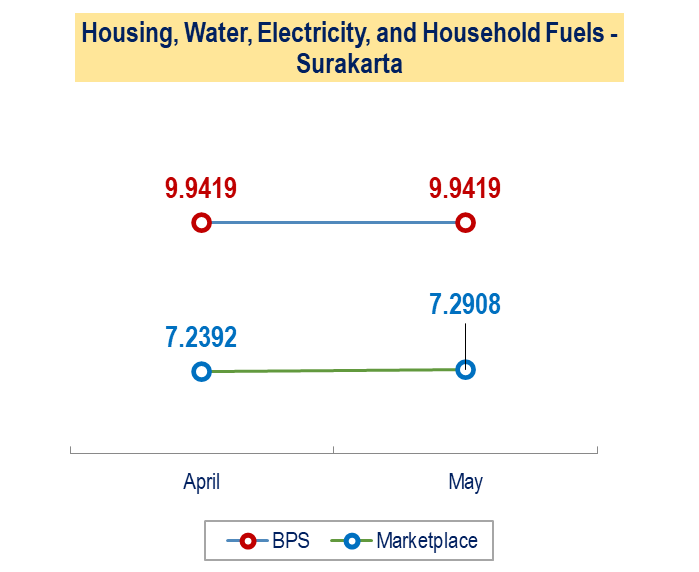 Housing, Water, Electricity, and Household Fuels -
Surakarta
9.9419 9.9419
7.2908
7.2392
April May
BPS Marketplace